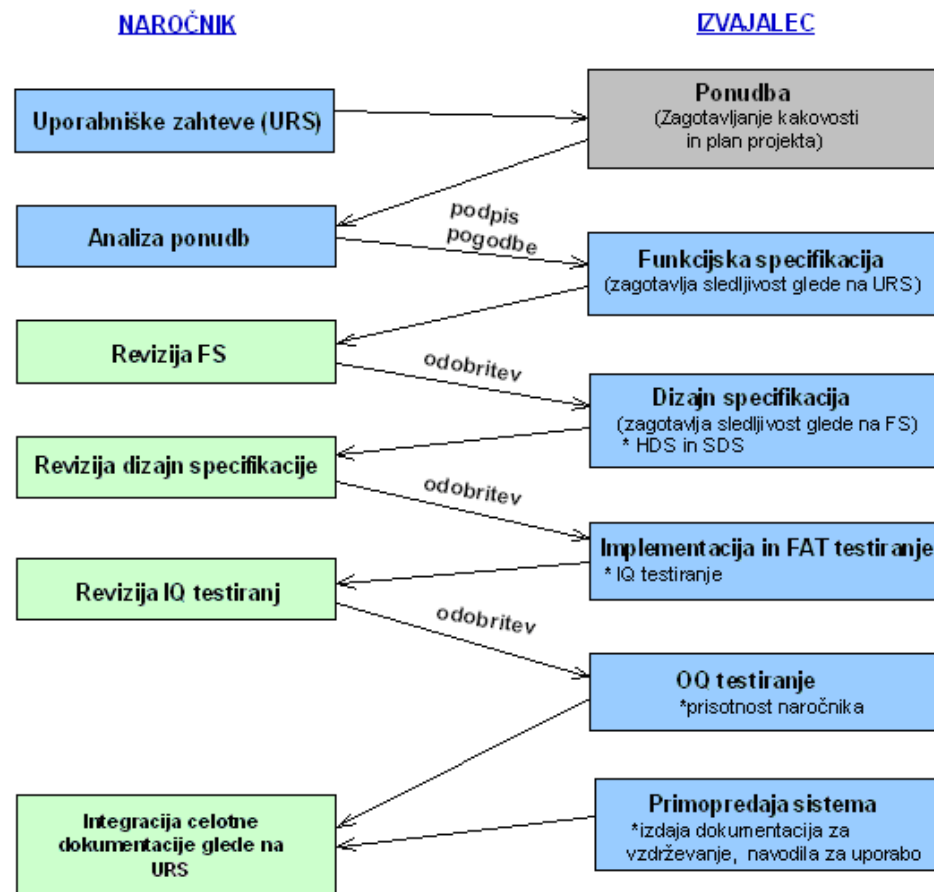 NAROČNIK
IZVAJALEC
Uporabniške zahteve (URS)
Ponudba
(Zagotavljanje kakovosti
in plan projekta)
Analiza ponudb
podpis
pogodbe
Funkcijska specifikacija
(zagotavlja sledljivost glede na URS)
Revizija FS
odobritev
Dizajn specifikacija
(zagotavlja sledljivost glede na FS)
* HDS in SDS
Revizija dizajn specifikacije
odobritev
Implementacija in FAT testiranje
* IQ testiranje
Revizija IQ testiranj
odobritev
OQ testiranje
*prisotnost naročnika
Integracija celotne
dokumentacije glede na
URS
Primopredaja sistema
*izdaja dokumentacija za
vzdrževanje, navodila za uporabo